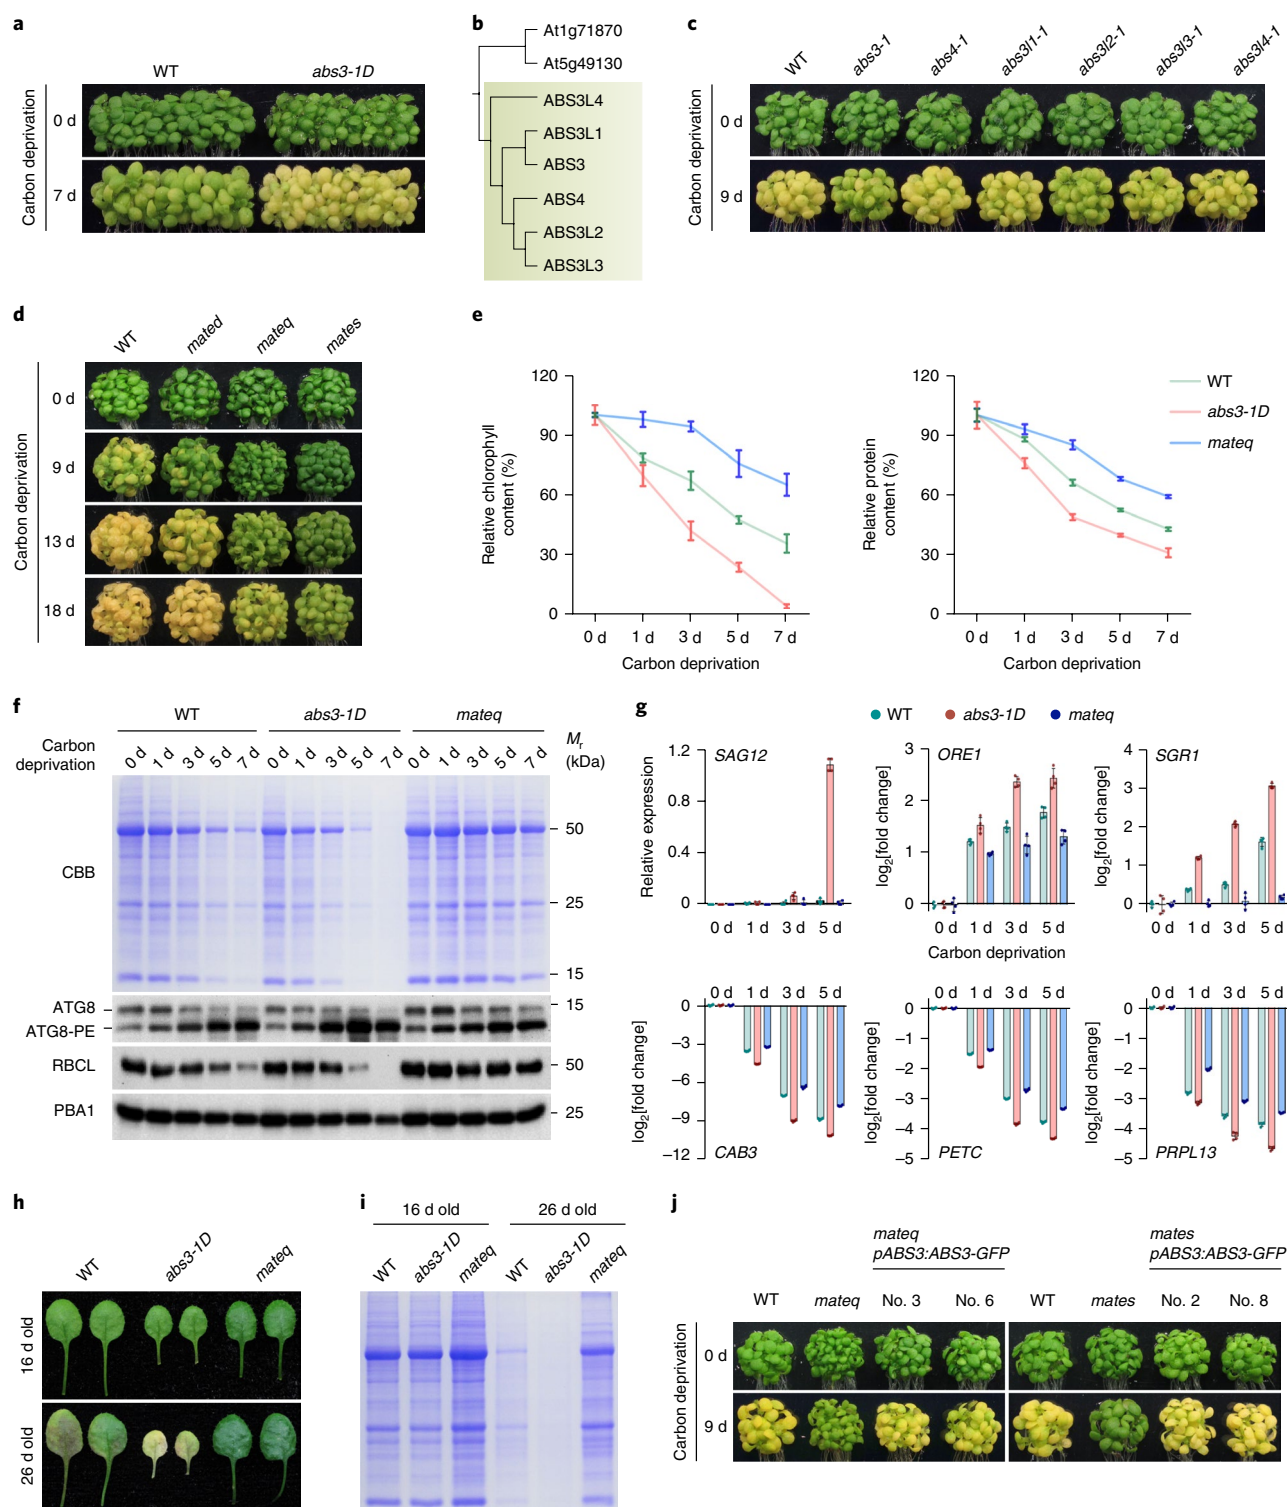 a
WT
abs3-1D
Carbon deprivation
0 d
7 d
b
At1g71870
At5g49130
ABS3L4
ABS3L1
ABS3
ABS4
ABS3L2
ABS3L3
c
WT
abs3-1
abs4-1
abs3l1-1
abs3l2-1
abs3l3-1
abs3l4-1
Carbon deprivation
0 d
9 d
d
WT
mated
mateq
mates
Carbon deprivation
0 d
9 d
13 d
18 d
e
Relative chlorophyll
content (%)
120
90
60
30
0
0 d 1 d 3 d 5 d 7 d
Carbon deprivation
Relative protein
content (%)
120
90
60
30
0
0 d 1 d 3 d 5 d 7 d
Carbon deprivation
WT
abs3-1D
mateq
f
WT
abs3-1D
mateq
Carbon
deprivation
0 d 1 d 3 d 5 d 7 d 0 d 1 d 3 d 5 d 7 d 0 d 1 d 3 d 5 d 7 d
Mr
(kDa)
CBB
50
25
15
ATG8
15
ATG8-PE
RBCL
50
PBA1
25
g
WT
abs3-1D
mateq
SAG12
Relative expression
1.2
0.8
0.4
0
0 d 1 d 3 d 5 d
ORE1
log2[fold change]
3
2
1
0
0 d 1 d 3 d 5 d
SGR1
log2[fold change]
4
3
2
1
0
0 d 1 d 3 d 5 d
Carbon deprivation
0 d 1 d 3 d 5 d
log2[fold change]
0
−3
−6
−9
−12
CAB3
0 d 1 d 3 d 5 d
log2[fold change]
0
−1
−2
−3
−4
−5
PETC
0 d 1 d 3 d 5 d
log2[fold change]
0
−1
−2
−3
−4
−5
PRPL13
h
WT
abs3-1D
mateq
16 d old
26 d old
i
16 d old
26 d old
WT
abs3-1D
mateq
WT
abs3-1D
mateq
j
mateq
pABS3:ABS3-GFP
mates
pABS3:ABS3-GFP
WT
mateq
No. 3
No. 6
WT
mates
No. 2
No. 8
Carbon deprivation
0 d
9 d